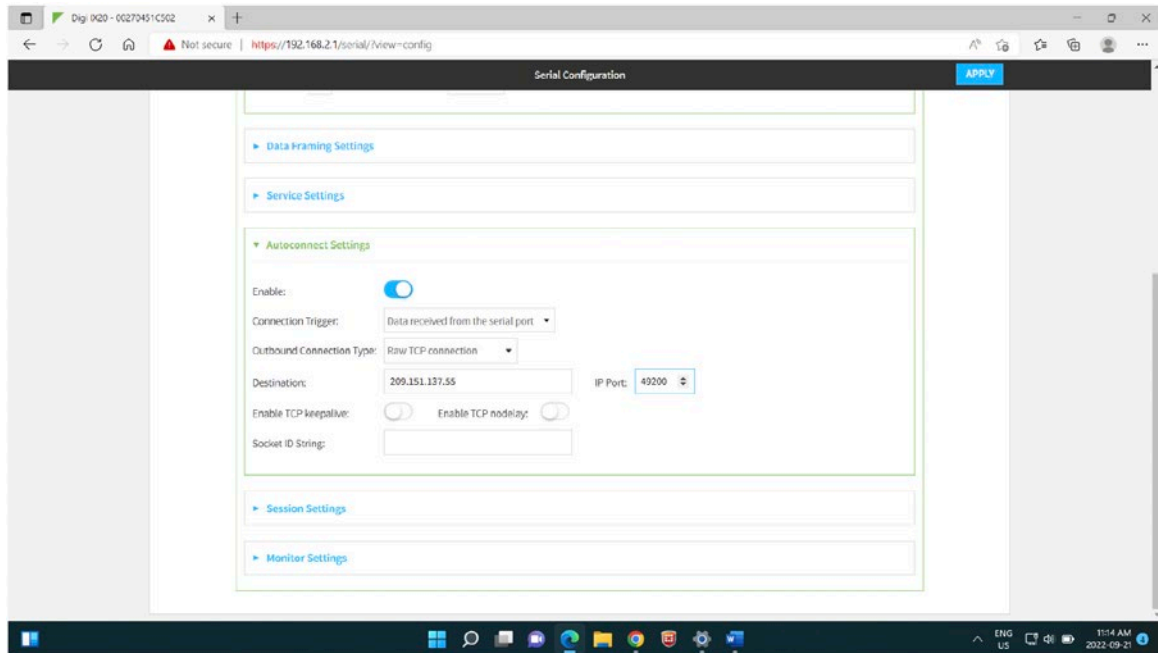 Digi IX20 - 00270451C502
Not secure https://192.168.2.1/serial/?view=config
Serial Configuration
APPLY
Data Framing Settings
Service Settings
Autoconnect Settings
Enable:
Connection Trigger: Data received from the serial port
Outbound Connection Type: Raw TCP connection
Destination: 209.151.137.55 IP Port: 49200
Enable TCP keepalive: Enable TCP nodelay:
Socket ID String:
Session Settings
Monitor Settings
ENG 11:14 AM
US 2022-09-21